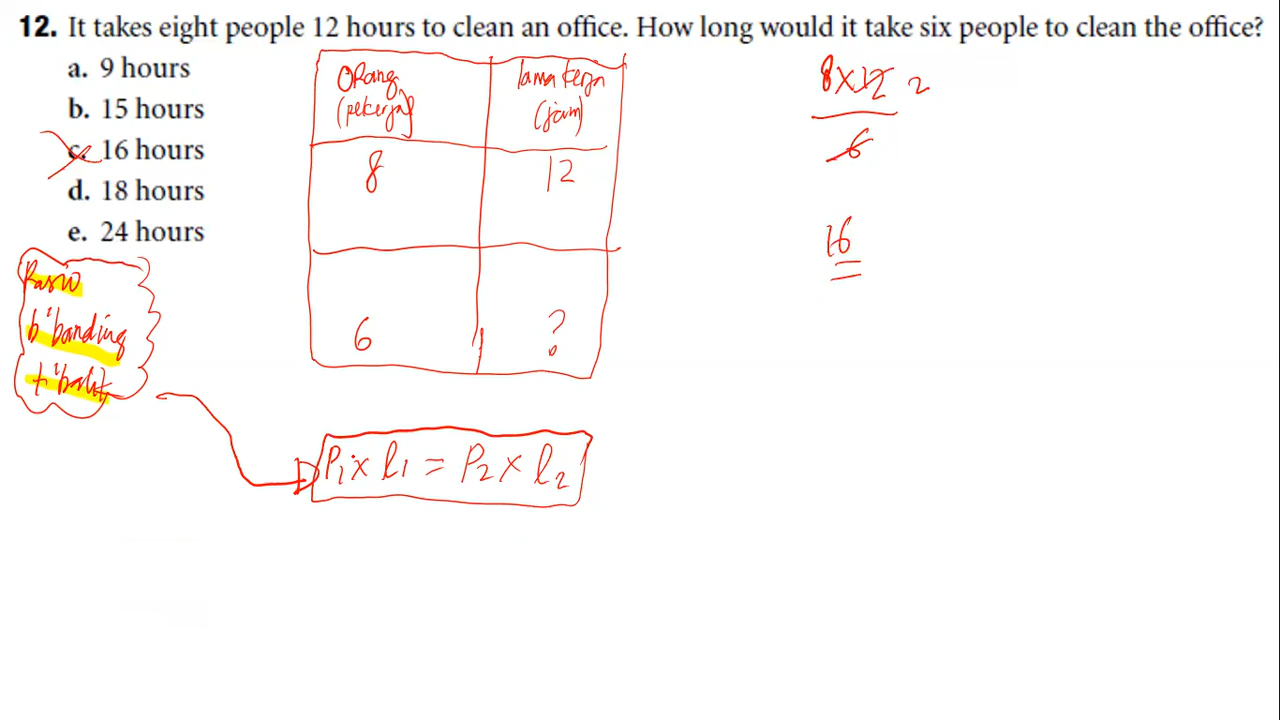 12. It takes eight people 12 hours to clean an office. How long would it take six people to clean the office?
a. 9 hours
b. 15 hours
c. 16 hours
d. 18 hours
e. 24 hours
Orang
(pekerja)
lama kerja
(jam)
8
12
6
?
8x12 2
6
16
Rasio
b'banding
t'balik
P1 x l1 = P2 x l2